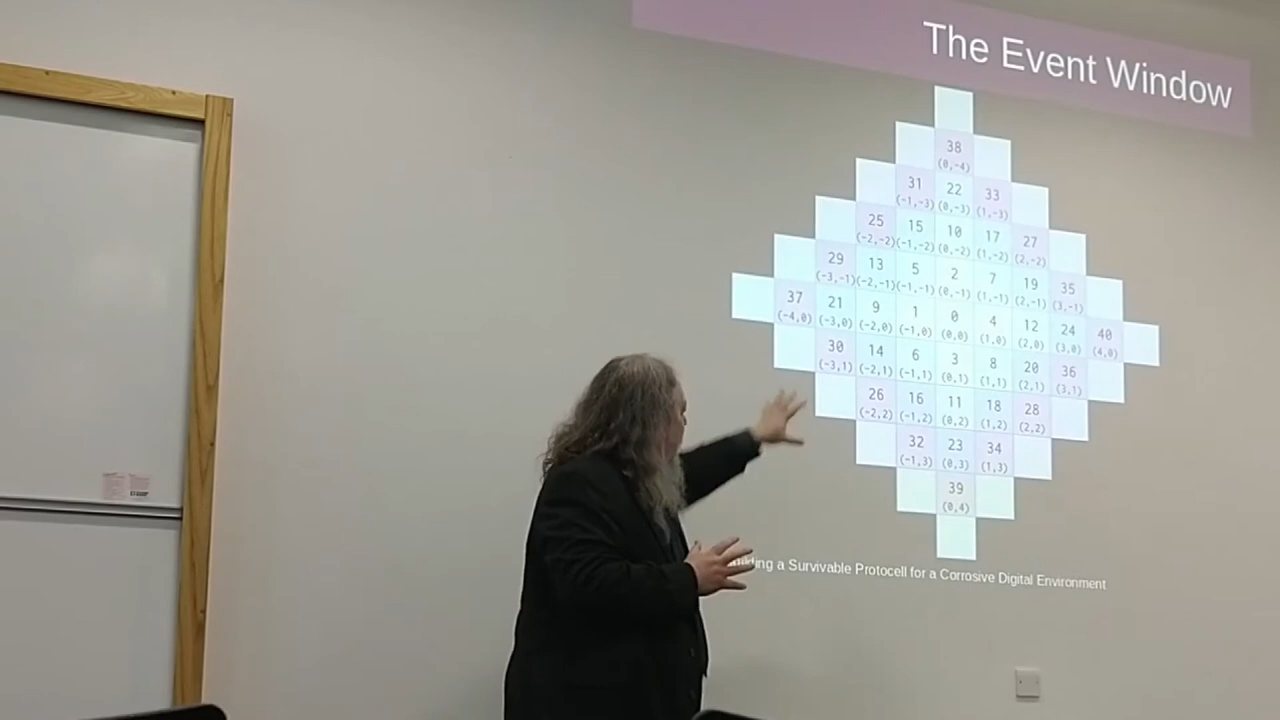 The Event Window
38
(0,-4)
31 22 33
(-1,-3) (0,-3) (1,-3)
25 15 10 17 27
(-2,-2) (-1,-2) (0,-2) (1,-2) (2,-2)
29 13 5 2 7 19 35
(-3,-1) (-2,-1) (-1,-1) (0,-1) (1,-1) (2,-1) (3,-1)
37 21 9 1 0 4 12 24 40
(-4,0) (-3,0) (-2,0) (-1,0) (0,0) (1,0) (2,0) (3,0) (4,0)
30 14 6 3 8 20 36
(-3,1) (-2,1) (-1,1) (0,1) (1,1) (2,1) (3,1)
26 16 11 18 28
(-2,2) (-1,2) (0,2) (1,2) (2,2)
32 23 34
(-1,3) (0,3) (1,3)
39
(0,4)
a Survivable Protocell for a Corrosive Digital Environment